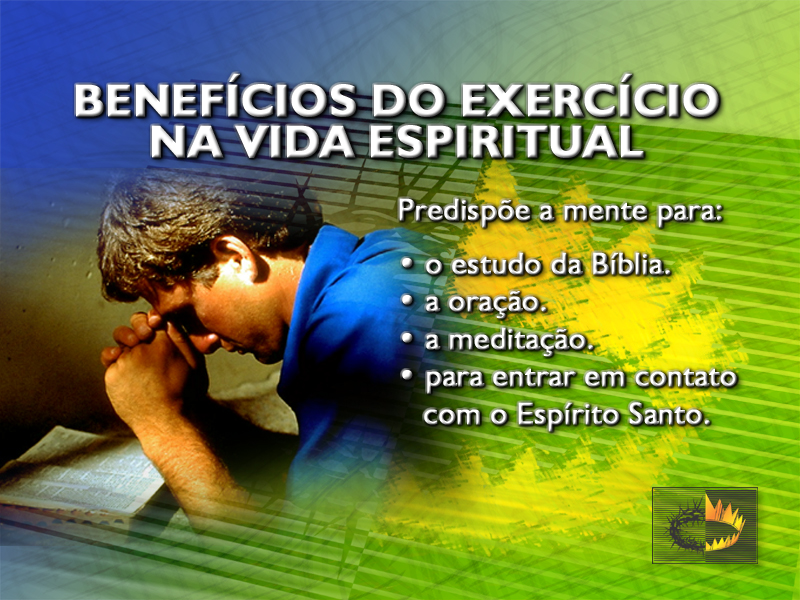 BENEFÍCIOS DO EXERCÍCIO
NA VIDA ESPIRITUAL
Predispõe a mente para:
• o estudo da Bíblia.
• a oração.
• a meditação.
• para entrar em contato
com o Espírito Santo.